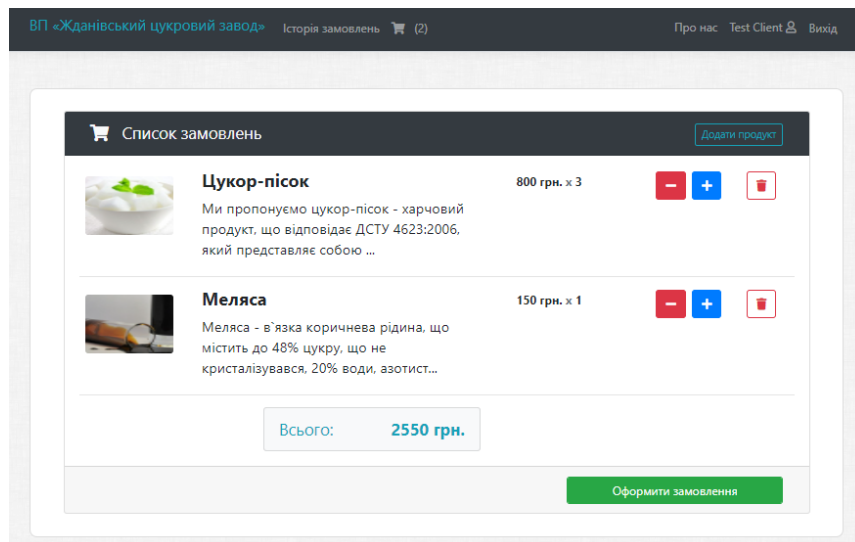 ВП «Жданівський цукровий завод» Історія замовлень (2) Про нас Test Client Вихід
Список замовлень Додати продукт
Цукор-пісок 800 грн. x 3
Ми пропонуємо цукор-пісок - харчовий
продукт, що відповідає ДСТУ 4623:2006,
який представляє собою ...
Меляса 150 грн. x 1
Меляса - в`язка коричнева рідина, що
містить до 48% цукру, що не
кристалізувався, 20% води, азотист...
Всього: 2550 грн.
Оформити замовлення